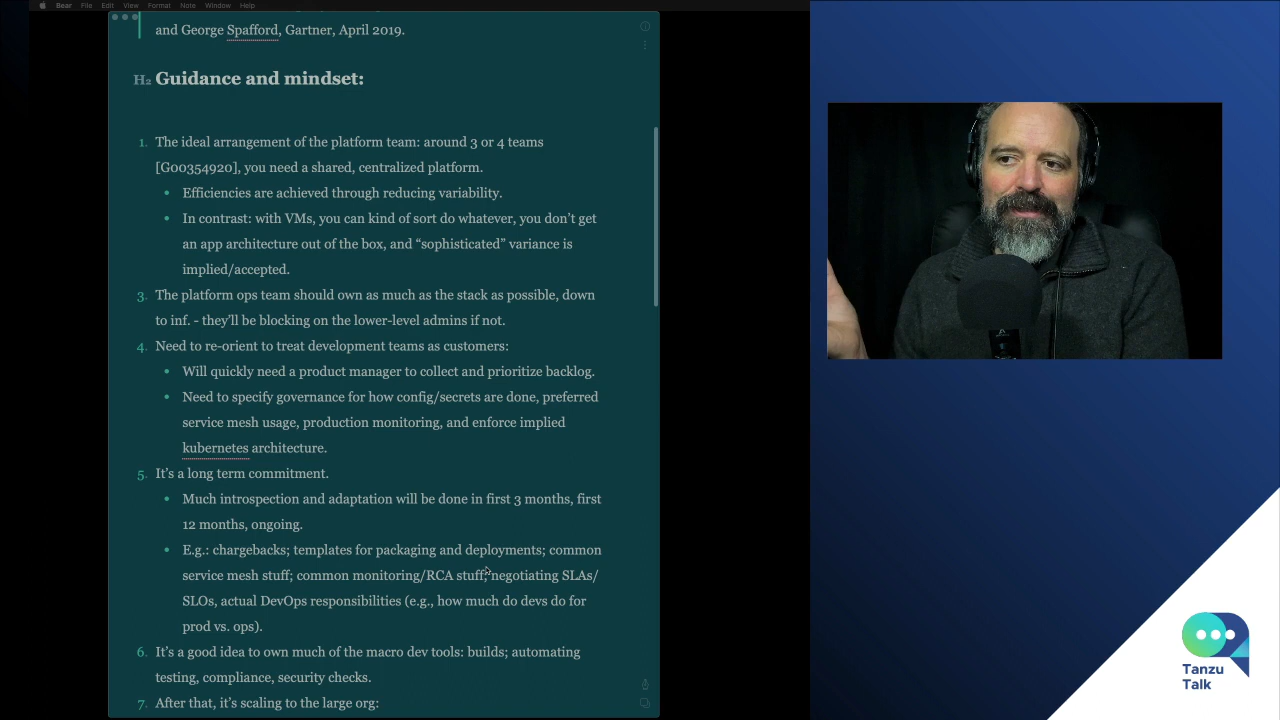 Bear File Edit View Format Note Window Help
and George Spafford, Gartner, April 2019.
H2 Guidance and mindset:
1. The ideal arrangement of the platform team: around 3 or 4 teams
[G00354920], you need a shared, centralized platform.
• Efficiencies are achieved through reducing variability.
• In contrast: with VMs, you can kind of sort do whatever, you don't get
an app architecture out of the box, and “sophisticated” variance is
implied/accepted.
3. The platform ops team should own as much as the stack as possible, down
to inf. - they'll be blocking on the lower-level admins if not.
4. Need to re-orient to treat development teams as customers:
• Will quickly need a product manager to collect and prioritize backlog.
• Need to specify governance for how config/secrets are done, preferred
service mesh usage, production monitoring, and enforce implied
kubernetes architecture.
5. It's a long term commitment.
• Much introspection and adaptation will be done in first 3 months, first
12 months, ongoing.
• E.g.: chargebacks; templates for packaging and deployments; common
service mesh stuff; common monitoring/RCA stuff; negotiating SLAs/
SLOs, actual DevOps responsibilities (e.g., how much do devs do for
prod vs. ops).
6. It's a good idea to own much of the macro dev tools: builds; automating
testing, compliance, security checks.
7. After that, it's scaling to the large org:
Tanzu
Talk